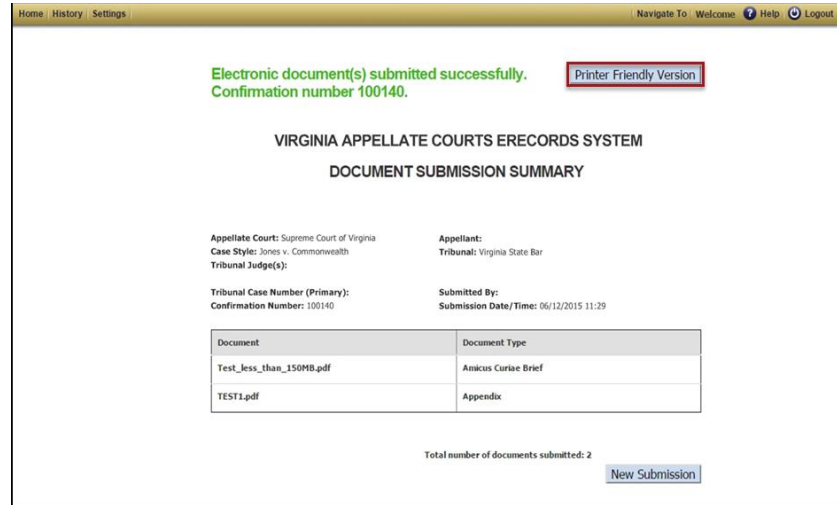 Home History Settings Navigate To Welcome ? Help Logout
Electronic document(s) submitted successfully.
Confirmation number 100140.
Printer Friendly Version
VIRGINIA APPELLATE COURTS ERECORDS SYSTEM
DOCUMENT SUBMISSION SUMMARY
Appellate Court: Supreme Court of Virginia
Case Style: Jones v. Commonwealth
Tribunal Judge(s):
Appellant:
Tribunal: Virginia State Bar
Tribunal Case Number (Primary):
Confirmation Number: 100140
Submitted By:
Submission Date/Time: 06/12/2015 11:29
Document Document Type
Test_less_than_150MB.pdf Amicus Curiae Brief
TEST1.pdf Appendix
Total number of documents submitted: 2
New Submission